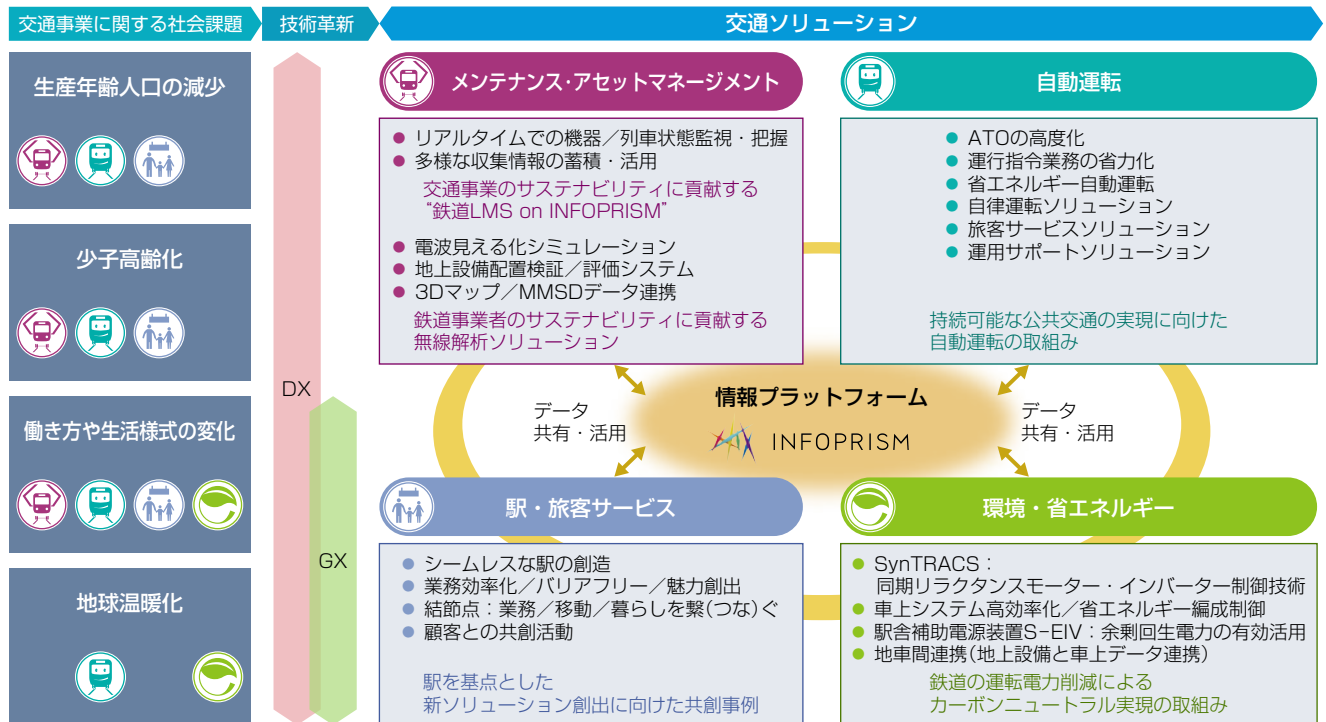 交通事業に関する社会課題
技術革新
交通ソリューション
生産年齢人口の減少
少子高齢化
働き方や生活様式の変化
地球温暖化
DX
GX
メンテナンス・アセットマネージメント
● リアルタイムでの機器／列車状態監視・把握
● 多様な収集情報の蓄積・活用
交通事業のサステナビリティに貢献する
“鉄道LMS on INFOPRISM”
● 電波見える化シミュレーション
● 地上設備配置検証／評価システム
● 3Dマップ／MMSDデータ連携
鉄道事業者のサステナビリティに貢献する
無線解析ソリューション
自動運転
● ATOの高度化
● 運行指令業務の省力化
● 省エネルギー自動運転
● 自律運転ソリューション
● 旅客サービスソリューション
● 運用サポートソリューション
持続可能な公共交通の実現に向けた
自動運転の取組み
データ
共有・活用
情報プラットフォーム
INFOPRISM
データ
共有・活用
駅・旅客サービス
● シームレスな駅の創造
● 業務効率化／バリアフリー／魅力創出
● 結節点：業務／移動／暮らしを繋(つな)ぐ
● 顧客との共創活動
駅を基点とした
新ソリューション創出に向けた共創事例
環境・省エネルギー
● SynTRACS：
同期リラクタンスモーター・インバーター制御技術
● 車上システム高効率化／省エネルギー編成制御
● 駅舎補助電源装置S-EIV：余剰回生電力の有効活用
● 地車間連携(地上設備と車上データ連携)
鉄道の運転電力削減による
カーボンニュートラル実現の取組み